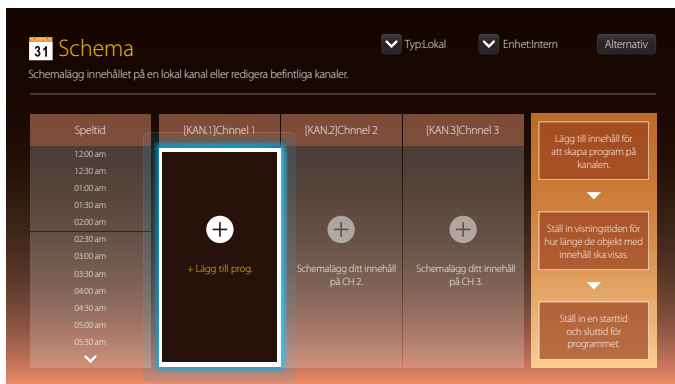 31 Schema
Typ:Lokal
Enhet:Intern
Alternativ
Schemalägg innehållet på en lokal kanal eller redigera befintliga kanaler.
Speltid
[KAN.1]Chnnel 1
[KAN.2]Chnnel 2
[KAN.3]Chnnel 3
12:00 am
12:30 am
01:00 am
01:30 am
02:00 am
02:30 am
03:00 am
03:30 am
04:00 am
04:30 am
05:00 am
05:30 am
+ Lägg till prog.
Schemalägg ditt innehåll
på CH 2.
Schemalägg ditt innehåll
på CH 3.
Lägg till innehåll för
att skapa program på
kanalen.
Ställ in visningstiden för
hur länge de objekt med
innehåll ska visas.
Ställ in en starttid
och sluttid för
programmet.